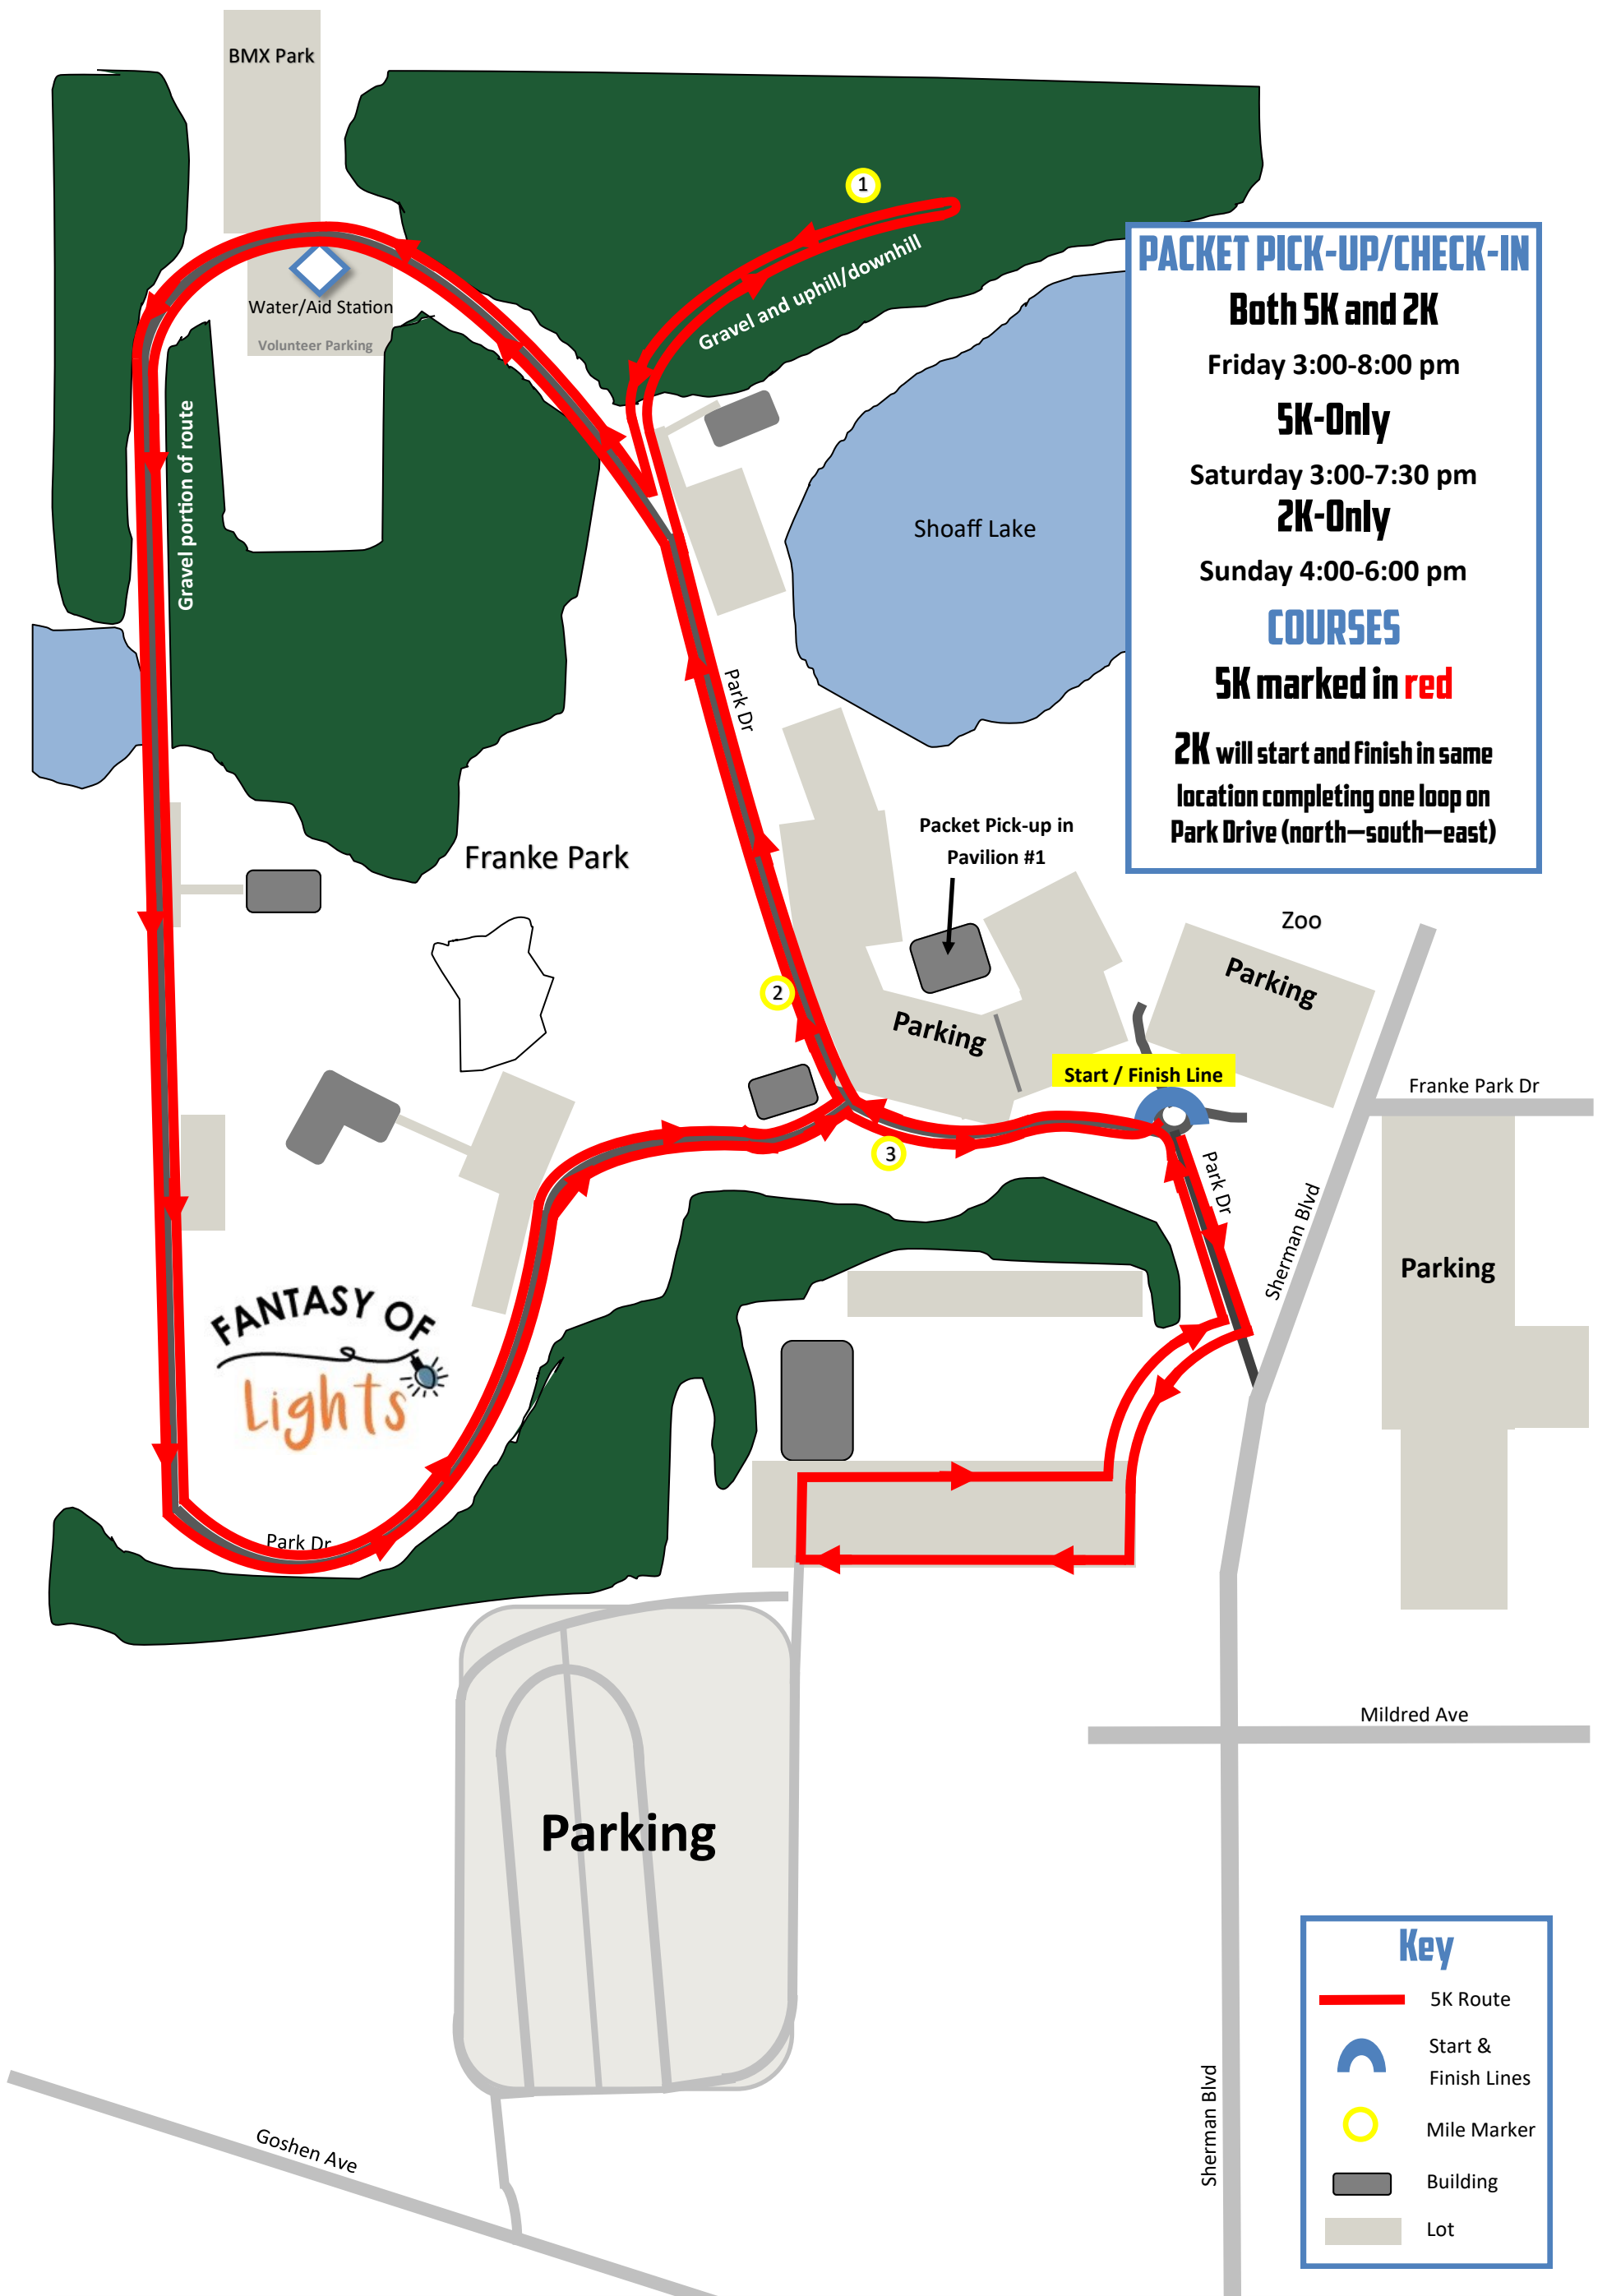 BMX Park
1
Gravel and uphill/downhill
Water/Aid Station
Volunteer Parking
Gravel portion of route
Shoaff Lake
PACKET PICK-UP/CHECK-IN
Both 5K and 2K
Friday 3:00-8:00 pm
5K-Only
Saturday 3:00-7:30 pm
2K-Only
Sunday 4:00-6:00 pm
COURSES
5K marked in red
2K will start and finish in same
location completing one loop on
Park Drive (north—south—east)
Park Dr
Franke Park
Packet Pick-up in
Pavilion #1
Zoo
Parking
2
Parking
Start / Finish Line
Franke Park Dr
3
Park Dr
Sherman Blvd
Parking
FANTASY OF
Lights
Park Dr
Mildred Ave
Parking
Key
5K Route
Start &
Finish Lines
Mile Marker
Building
Lot
Sherman Blvd
Goshen Ave